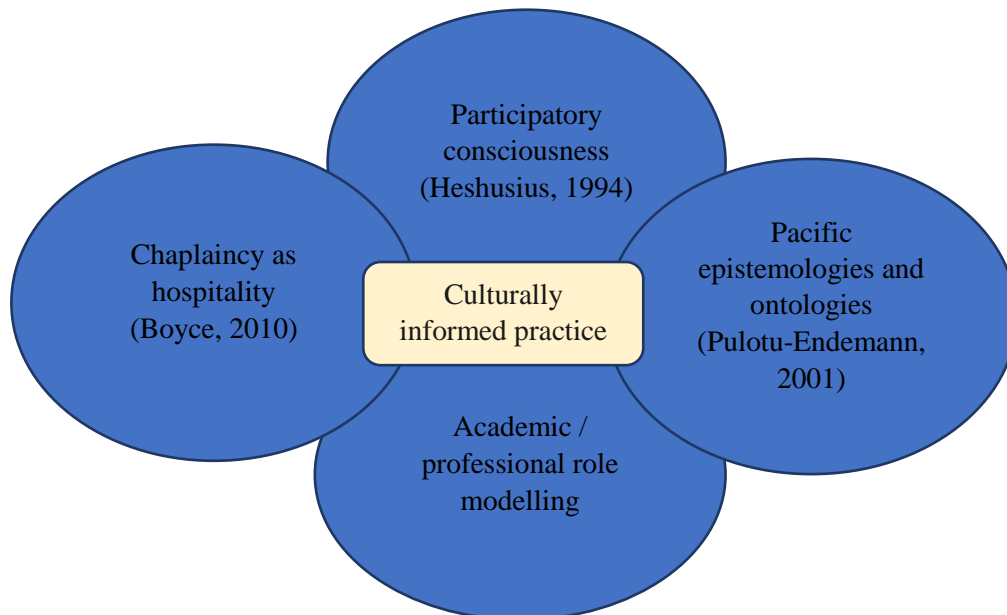 Participatory
consciousness
(Heshusius, 1994)
Chaplaincy as
hospitality
(Boyce, 2010)
Culturally
informed practice
Pacific
epistemologies and
ontologies
(Pulotu-Endemann,
2001)
Academic /
professional role
modelling